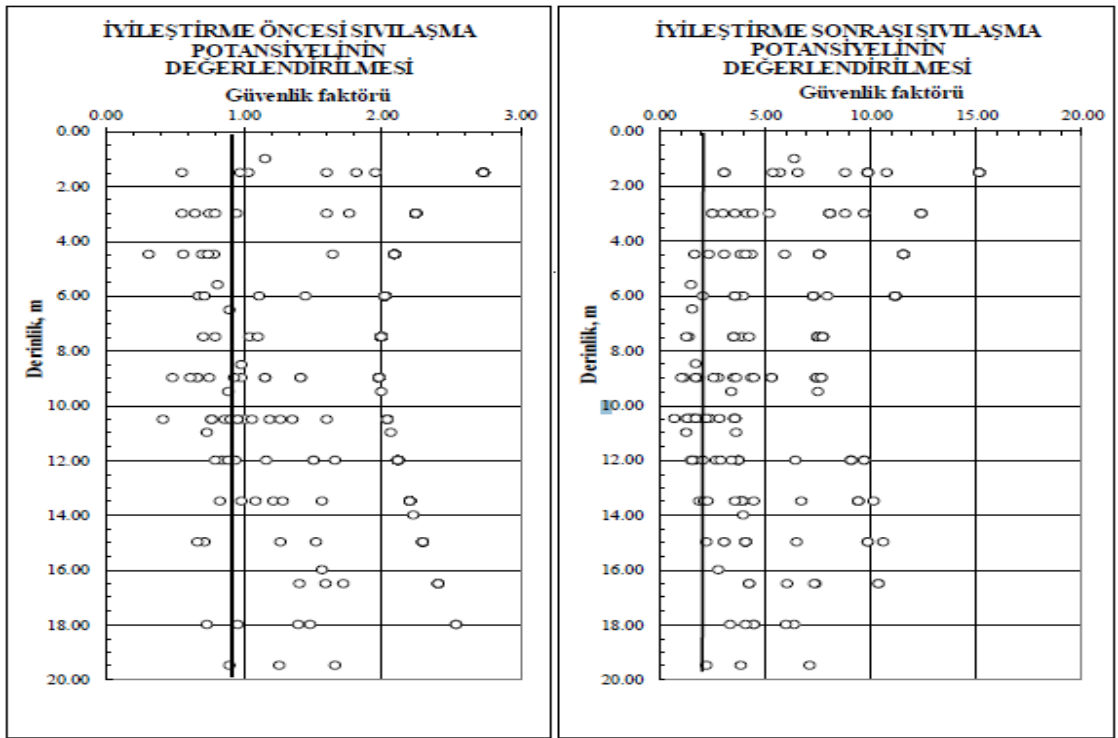 İYİLEŞTİRME ÖNCESİ SIVILAŞMA
POTANSİYELİNİN
DEĞERLENDİRİLMESİ
Güvenlik faktörü
0.00 1.00 2.00 3.00
0.00
2.00
4.00
6.00
8.00
10.00
12.00
14.00
16.00
18.00
20.00
Derinlik, m
İYİLEŞTİRME SONRASI SIVILAŞMA
POTANSİYELİNİN
DEĞERLENDİRİLMESİ
Güvenlik faktörü
0.00 5.00 10.00 15.00 20.00
0.00
2.00
4.00
6.00
8.00
10.00
12.00
14.00
16.00
18.00
20.00
Derinlik, m